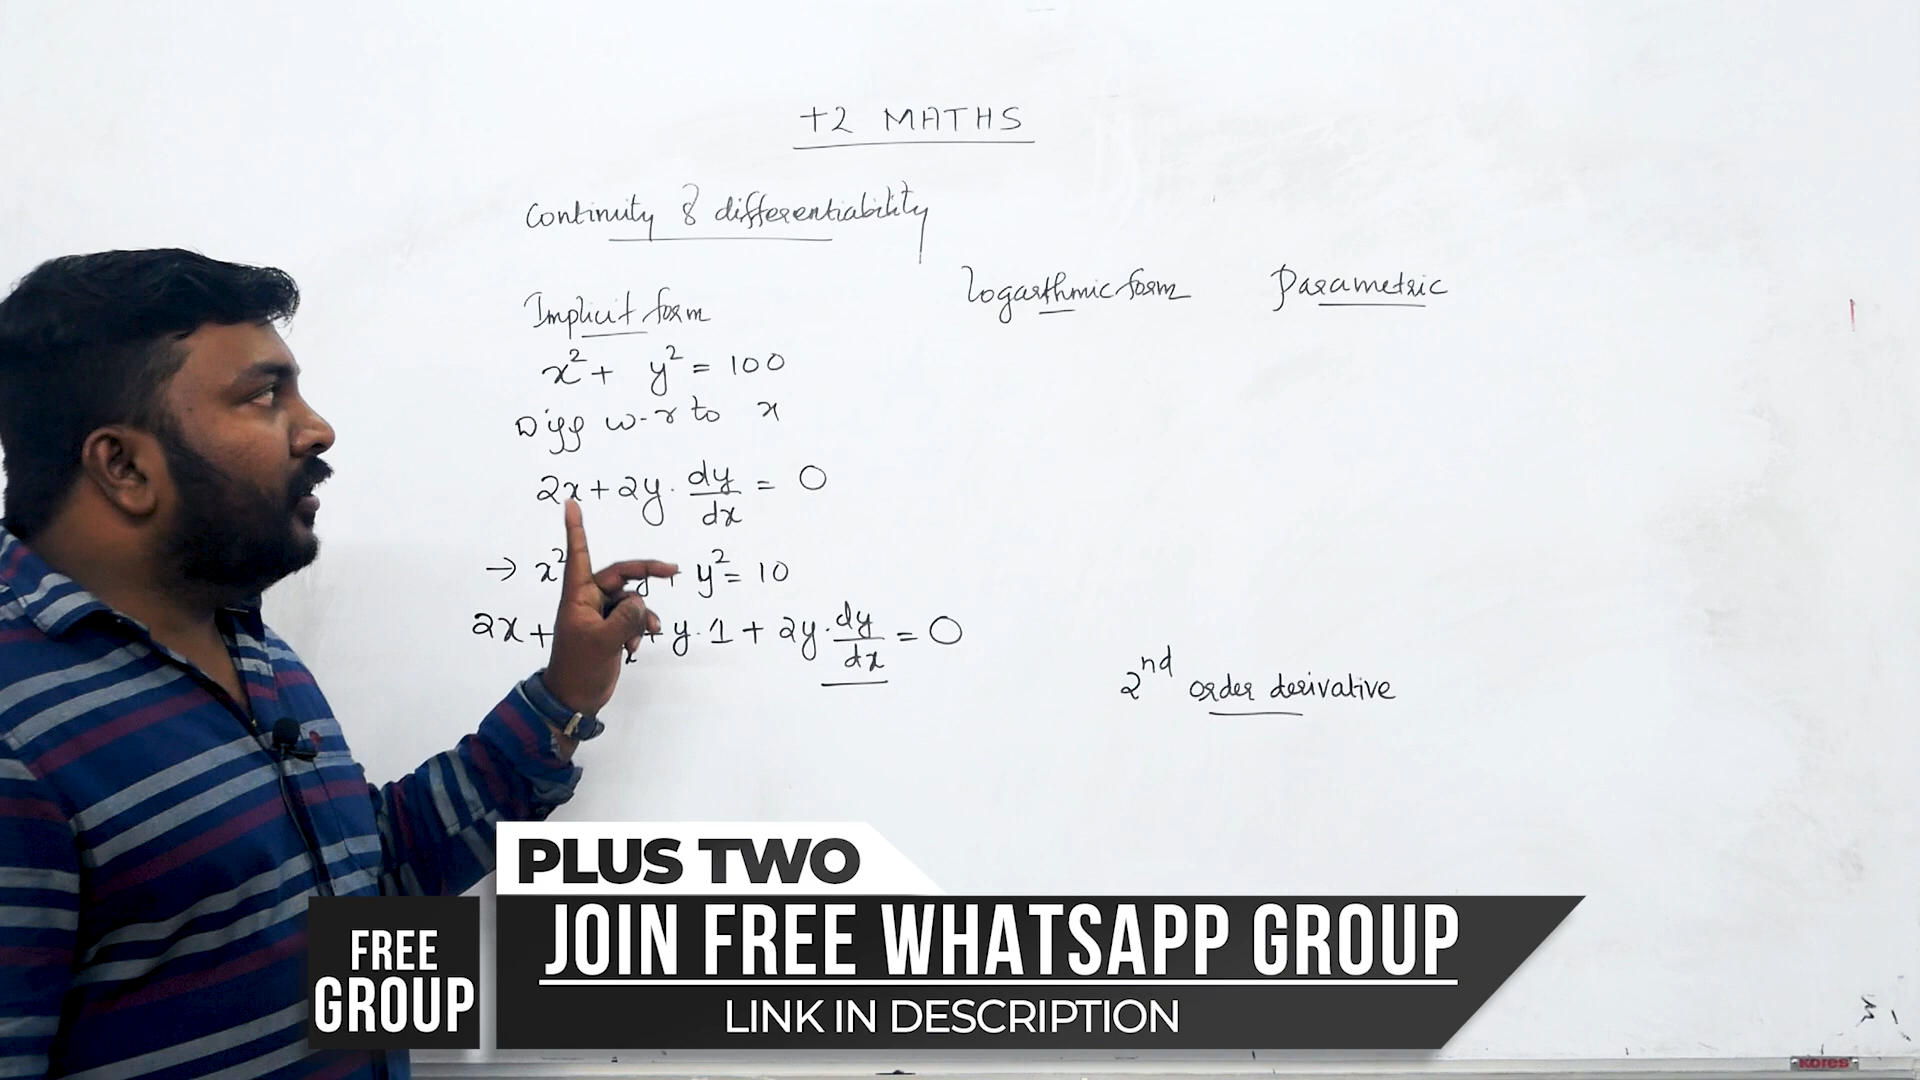 +2 MATHS
Continuity & differentiability
Implicit form
Logarthmic form
Parametric
x² + y² = 100
Diff w-r to x
2x + 2y · dy/dx = 0
→ x² y + y² = 10
2x + x + y · 1 + 2y · dy/dx = 0
2nd order derivative
PLUS TWO
FREE GROUP
JOIN FREE WHATSAPP GROUP
LINK IN DESCRIPTION
Kores